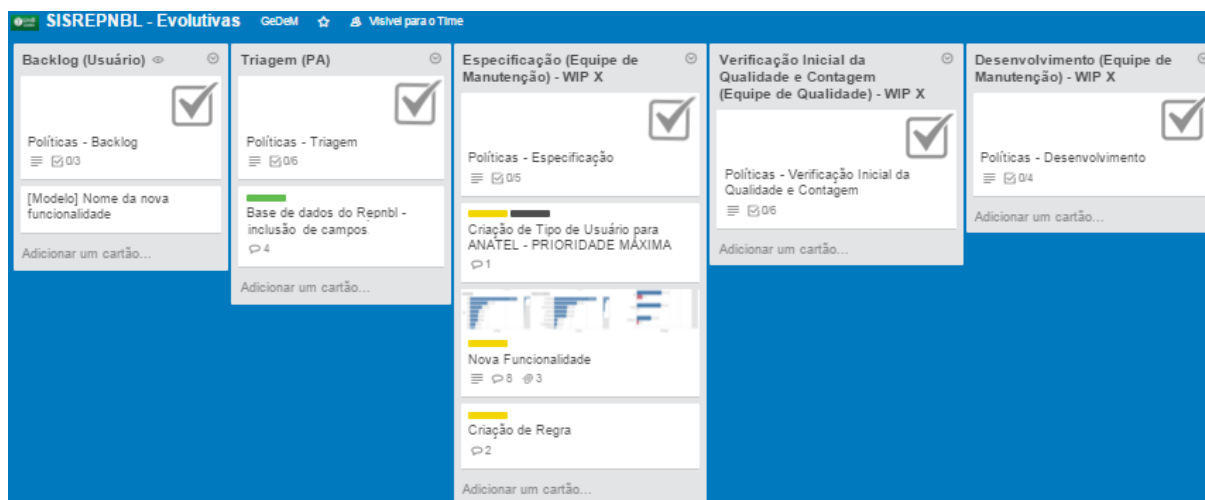 SISREPNBL - Evolutivas GeDeM Visível para o Time
Backlog (Usuário)
Políticas - Backlog
0/3
[Modelo] Nome da nova
funcionalidade
Adicionar um cartão...
Triagem (PA)
Políticas - Triagem
0/6
Base de dados do Repnbl -
inclusão de campos
4
Adicionar um cartão...
Especificação (Equipe de
Manutenção) - WIP X
Políticas - Especificação
0/5
Criação de Tipo de Usuário para
ANATEL - PRIORIDADE MÁXIMA
1
Nova Funcionalidade
8 3
Criação de Regra
2
Adicionar um cartão...
Verificação Inicial da
Qualidade e Contagem
(Equipe de Qualidade) - WIP X
Políticas - Verificação Inicial da
Qualidade e Contagem
0/6
Adicionar um cartão...
Desenvolvimento (Equipe de
Manutenção) - WIP X
Políticas - Desenvolvimento
0/4
Adicionar um cartão...